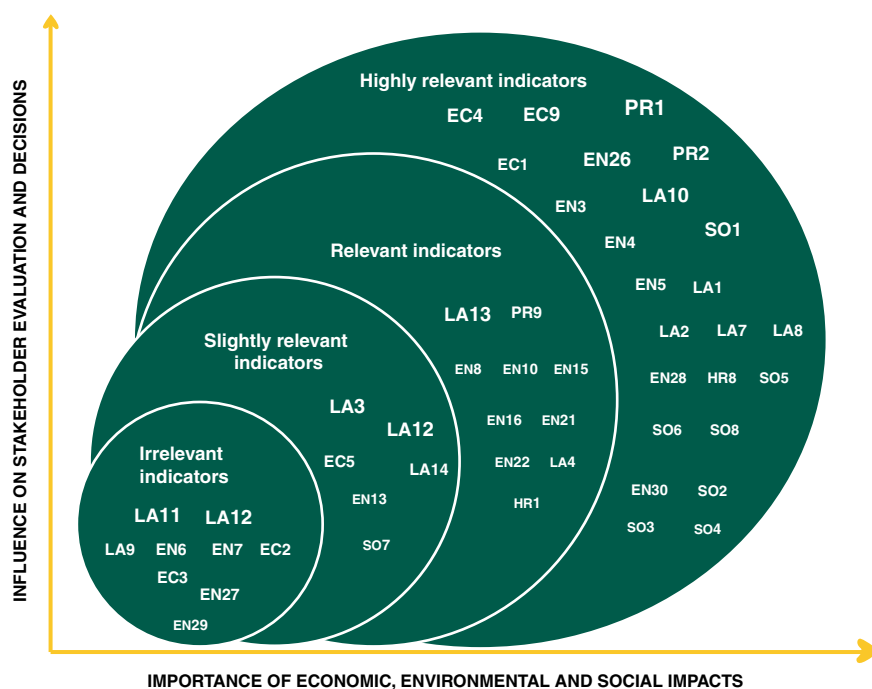 INFLUENCE ON STAKEHOLDER EVALUATION AND DECISIONS
Highly relevant indicators
EC4 EC9 PR1
EC1 EN26 PR2
EN3 LA10
EN4 SO1
EN5 LA1
LA2 LA7 LA8
EN28 HR8 SO5
SO6 SO8
EN30 SO2
SO3 SO4
Relevant indicators
LA13 PR9
EN8 EN10 EN15
EN16 EN21
EN22 LA4
HR1
Slightly relevant
indicators
LA3
LA12
EC5 LA14
EN13
SO7
Irrelevant
indicators
LA11 LA12
LA9 EN6 EN7 EC2
EC3
EN27
EN29
IMPORTANCE OF ECONOMIC, ENVIRONMENTAL AND SOCIAL IMPACTS